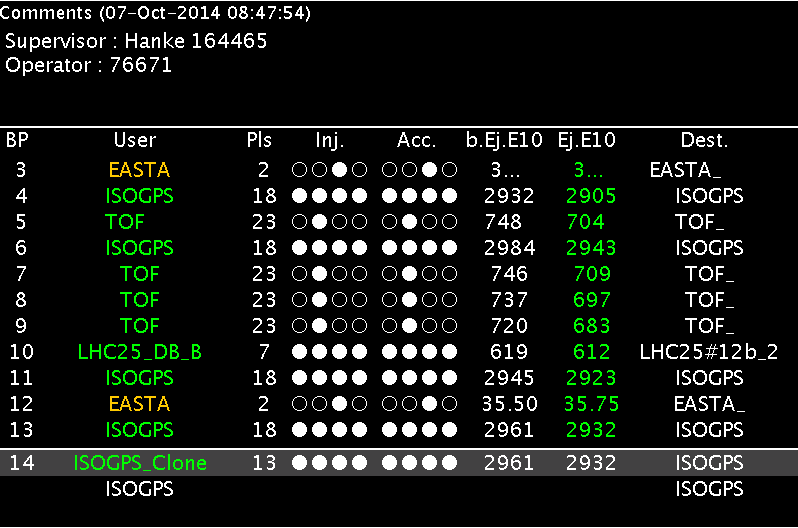 Comments (07-Oct-2014 08:47:54)
Supervisor : Hanke 164465
Operator : 76671
BP User Pls Inj. Acc. b.Ej.E10 Ej.E10 Dest.
3 EASTA 2 3... 3... EASTA_
4 ISOGPS 18 2932 2905 ISOGPS
5 TOF 23 748 704 TOF_
6 ISOGPS 18 2984 2943 ISOGPS
7 TOF 23 746 709 TOF_
8 TOF 23 737 697 TOF_
9 TOF 23 720 683 TOF_
10 LHC25_DB_B 7 619 612 LHC25#12b_2
11 ISOGPS 18 2945 2923 ISOGPS
12 EASTA 2 35.50 35.75 EASTA_
13 ISOGPS 18 2961 2932 ISOGPS
14 ISOGPS_Clone 13 2961 2932 ISOGPS
ISOGPS ISOGPS